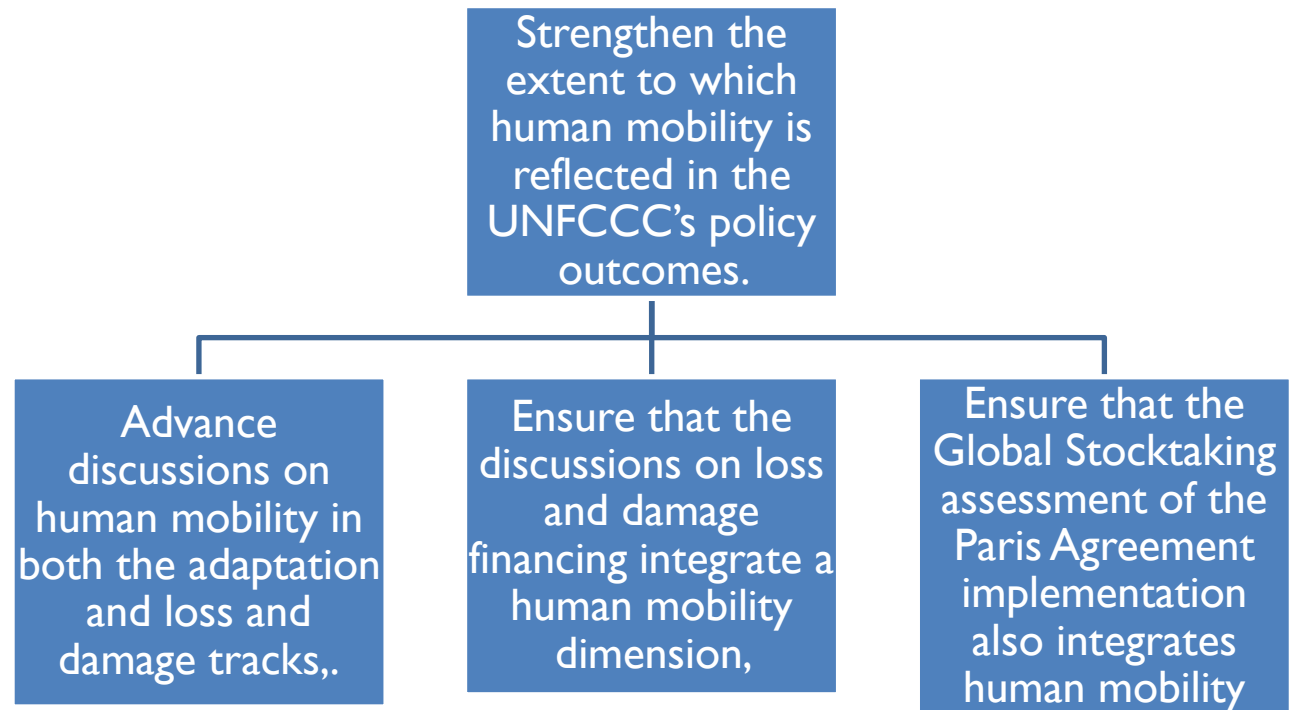 Strengthen the
extent to which
human mobility is
reflected in the
UNFCCC’s policy
outcomes.
Advance
discussions on
human mobility in
both the adaptation
and loss and
damage tracks,.
Ensure that the
discussions on loss
and damage
financing integrate a
human mobility
dimension,
Ensure that the
Global Stocktaking
assessment of the
Paris Agreement
implementation
also integrates
human mobility